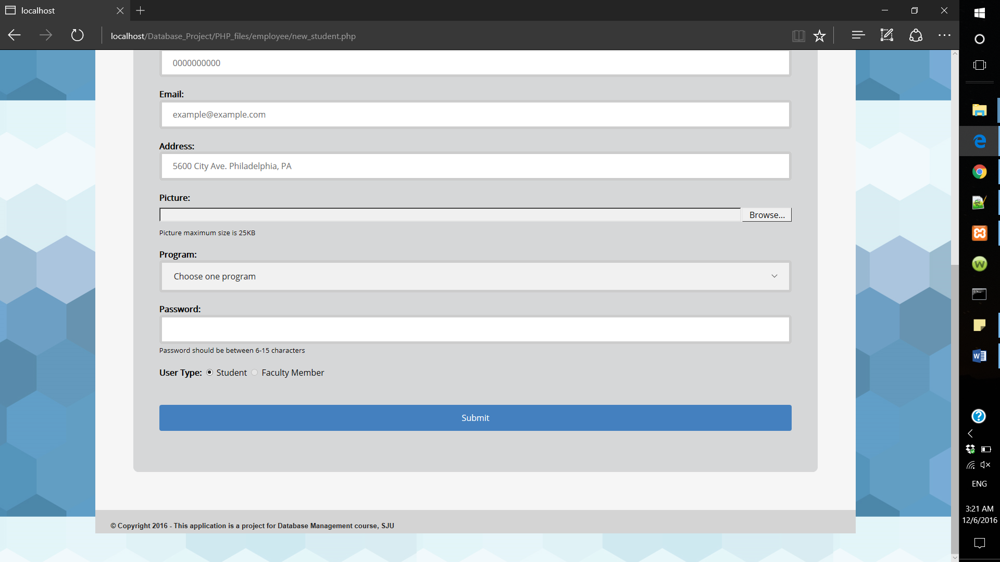 localhost
localhost/Database_Project/PHP_files/employee/new_student.php
0000000000
Email:
example@example.com
Address:
5600 City Ave. Philadelphia, PA
Picture:
Browse...
Picture maximum size is 25KB
Program:
Choose one program
Password:
Password should be between 6-15 characters
User Type: Student Faculty Member
Submit
© Copyright 2016 - This application is a project for Database Management course, SJU
ENG
3:21 AM
12/6/2016